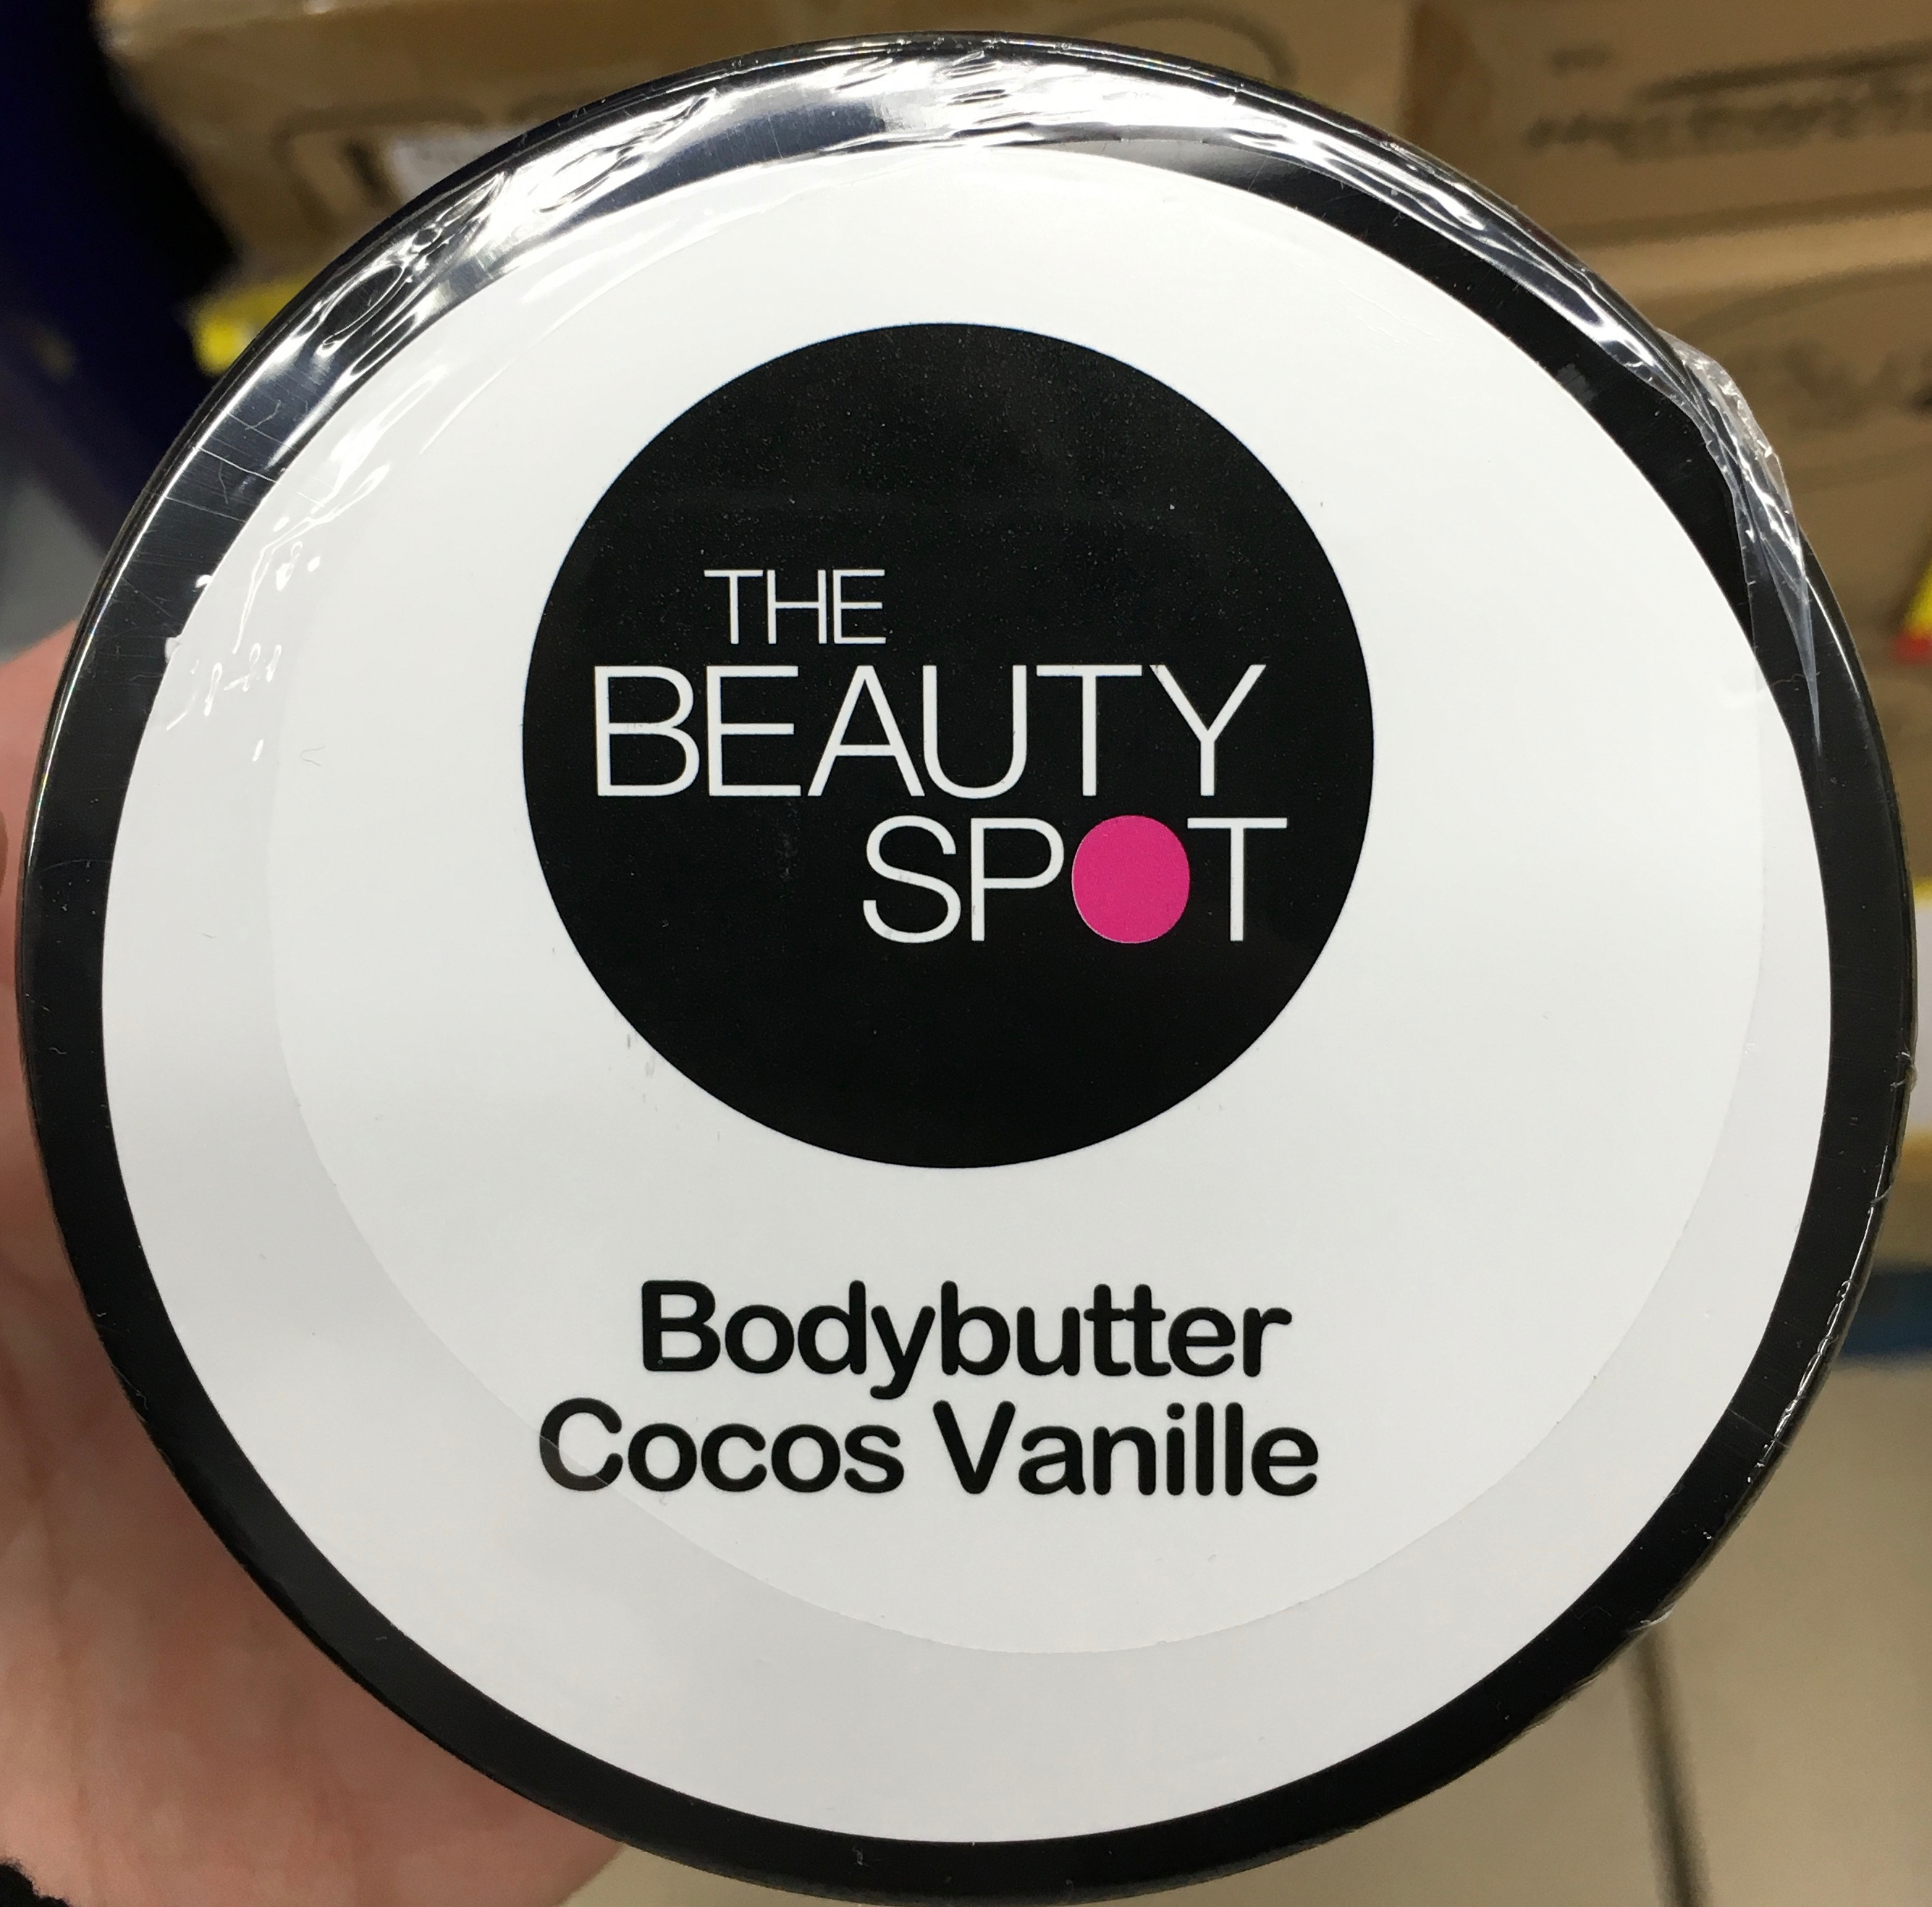 THE
BEAUTY
SPOT
Bodybutter
Cocos Vanille